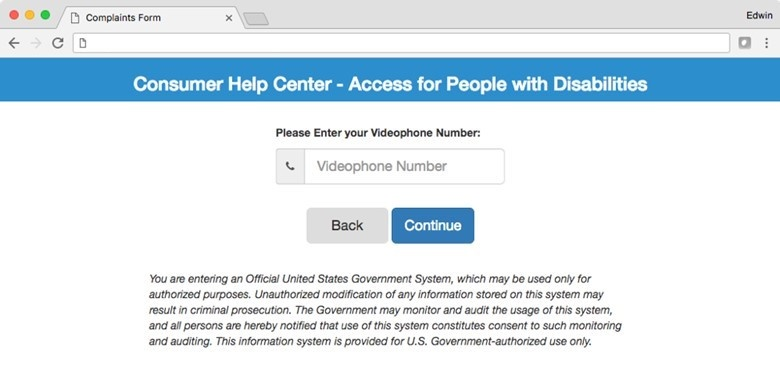 Complaints Form
Edwin
Consumer Help Center - Access for People with Disabilities
Please Enter your Videophone Number:
Videophone Number
Back
Continue
You are entering an Official United States Government System, which may be used only for
authorized purposes. Unauthorized modification of any information stored on this system may
result in criminal prosecution. The Government may monitor and audit the usage of this system,
and all persons are hereby notified that use of this system constitutes consent to such monitoring
and auditing. This information system is provided for U.S. Government-authorized use only.